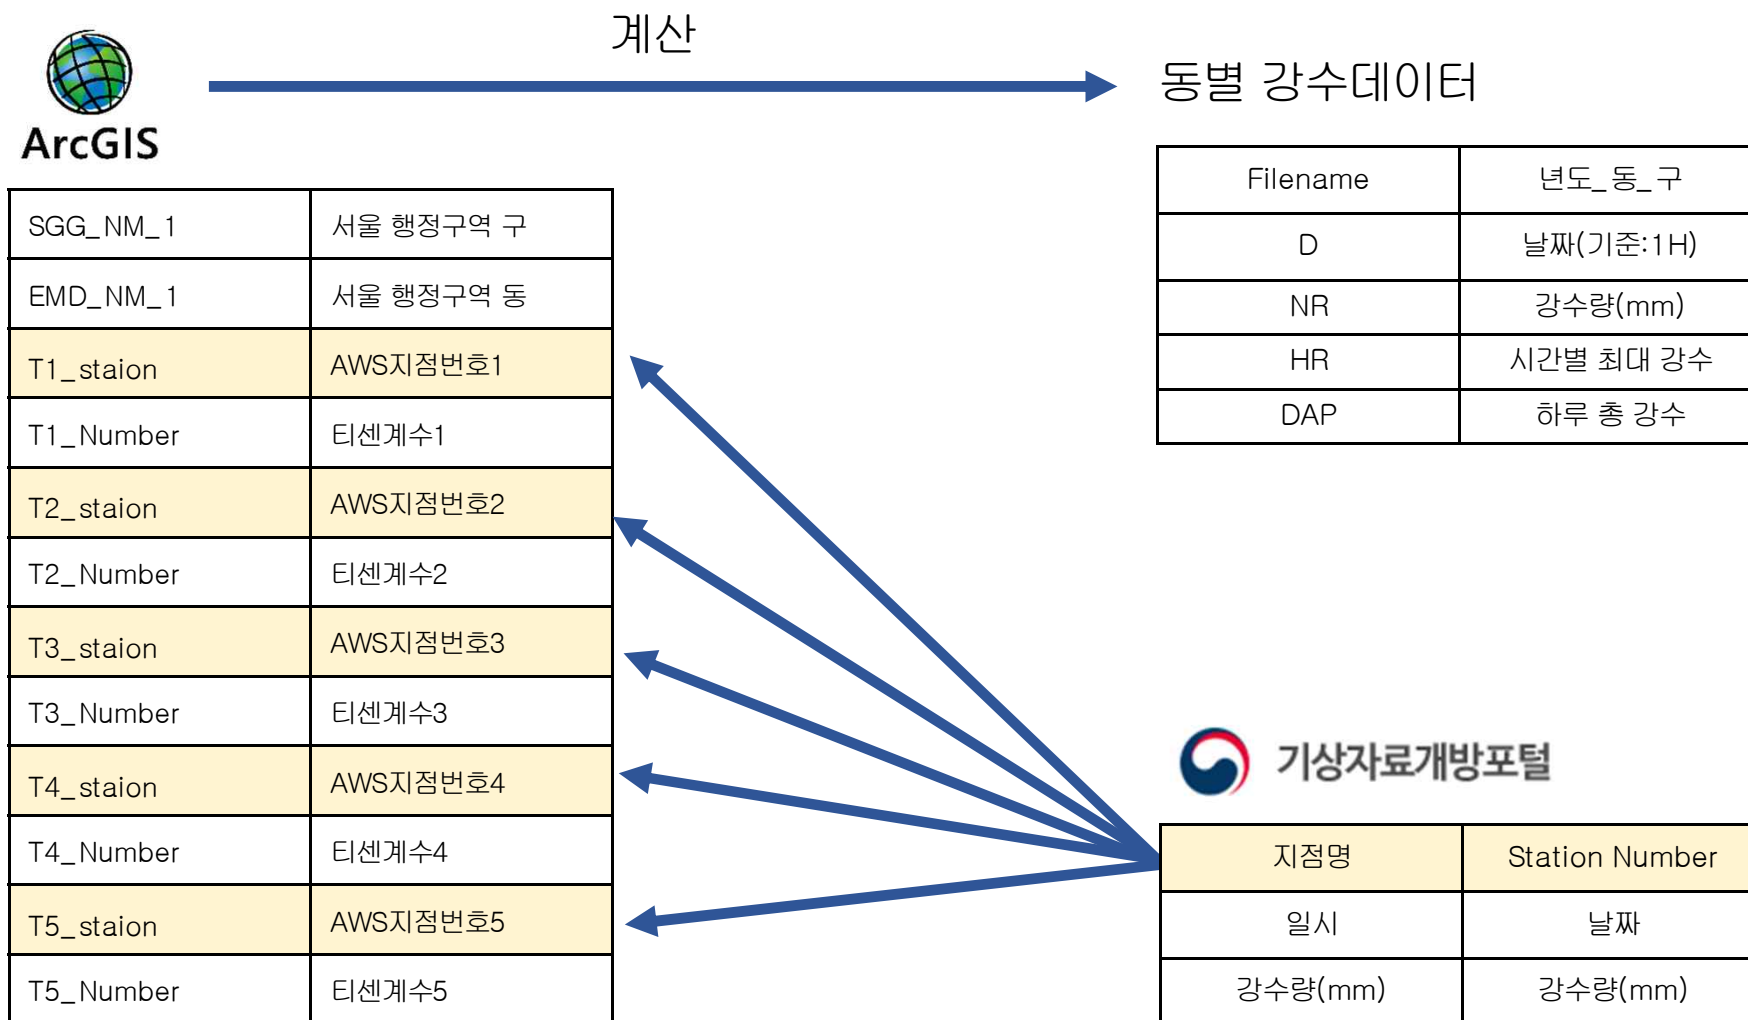 계산
ArcGIS
동별 강수데이터
SGG_NM_1 서울 행정구역 구
EMD_NM_1 서울 행정구역 동
T1_staion AWS지점번호1
T1_Number 티센계수1
T2_staion AWS지점번호2
T2_Number 티센계수2
T3_staion AWS지점번호3
T3_Number 티센계수3
T4_staion AWS지점번호4
T4_Number 티센계수4
T5_staion AWS지점번호5
T5_Number 티센계수5
Filename 년도_동_구
D 날짜(기준:1H)
NR 강수량(mm)
HR 시간별 최대 강수
DAP 하루 총 강수
기상자료개방포털
지점명 Station Number
일시 날짜
강수량(mm) 강수량(mm)